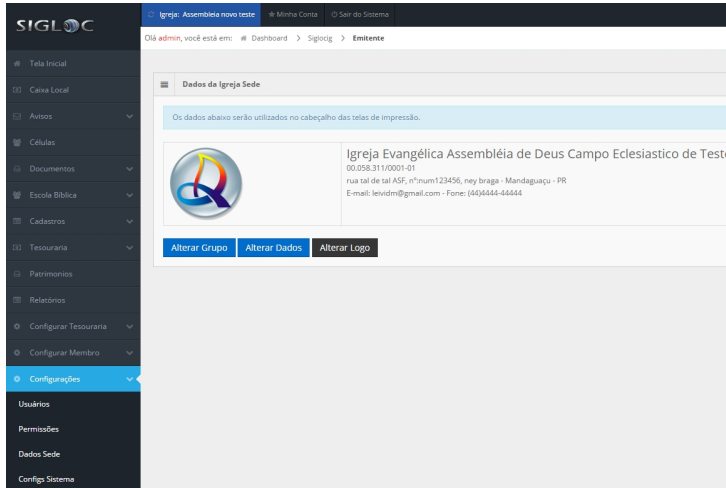 SIGLOC
Igreja: Assembleia novo teste
Minha Conta
Sair do Sistema
Olá admin, você está em: Dashboard > Siglocig > Emitente
Tela Inicial
Caixa Local
Avisos
Células
Documentos
Escola Bíblica
Cadastros
Tesouraria
Patrimonios
Relatórios
Configurar Tesouraria
Configurar Membro
Configurações
Usuários
Permissões
Dados Sede
Configs Sistema
Dados da Igreja Sede
Os dados abaixo serão utilizados no cabeçalho das telas de impressão.
Igreja Evangélica Assembléia de Deus Campo Eclesiastico de Teste
00.058.311/0001-01
rua tal de tal ASF, nº:num123456, ney braga - Mandaguaçu - PR
E-mail: leividm@gmail.com - Fone: (44)4444-44444
Alterar Grupo
Alterar Dados
Alterar Logo